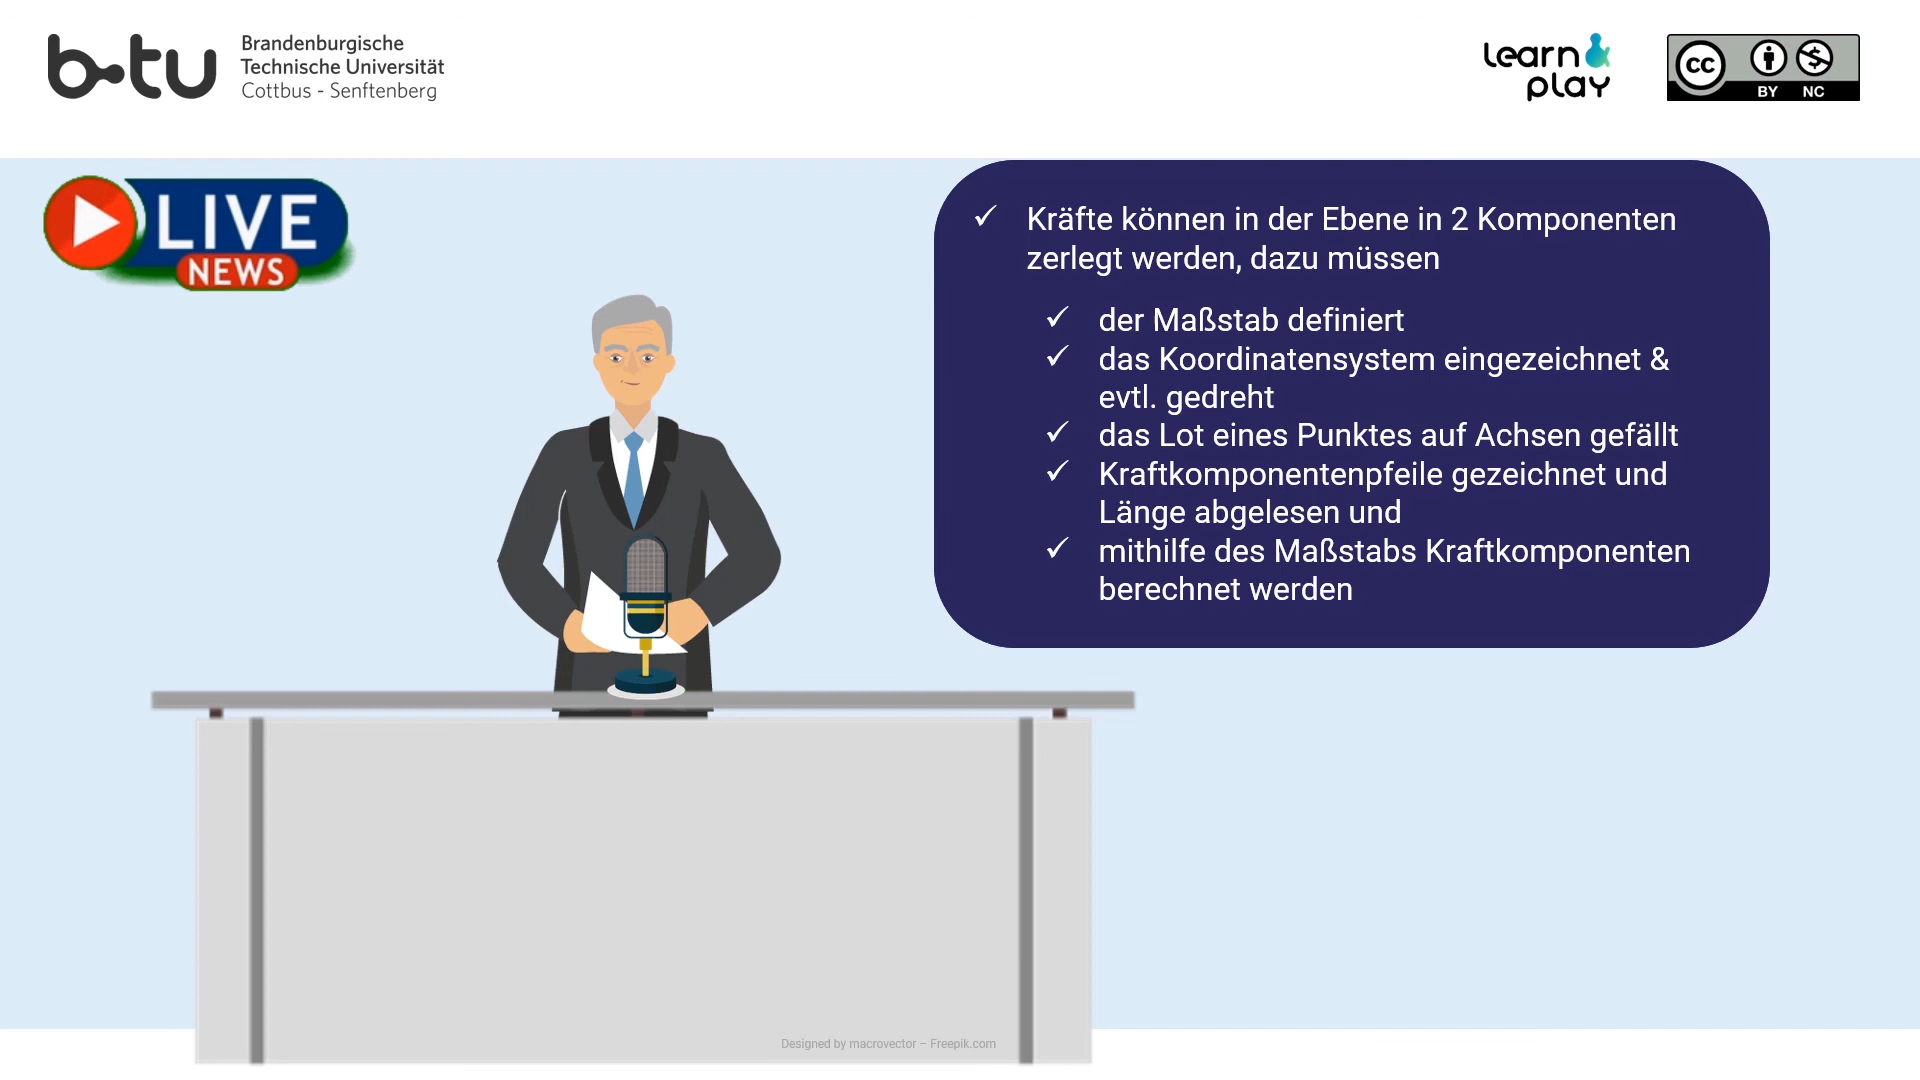 b-tu
Brandenburgische
Technische Universität
Cottbus - Senftenberg
learn &
play
cc
BY NC
LIVE
NEWS
✓ Kräfte können in der Ebene in 2 Komponenten
zerlegt werden, dazu müssen
✓ der Maßstab definiert
✓ das Koordinatensystem eingezeichnet &
evtl. gedreht
✓ das Lot eines Punktes auf Achsen gefällt
✓ Kraftkomponentenpfeile gezeichnet und
Länge abgelesen und
✓ mithilfe des Maßstabs Kraftkomponenten
berechnet werden
Designed by macrovector – Freepik.com